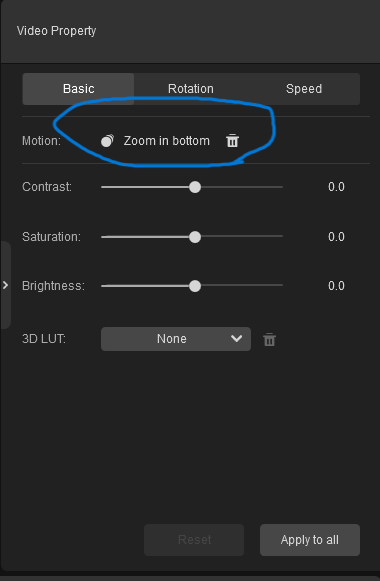 Video Property
Basic Rotation Speed
Motion: Zoom in bottom
Contrast: 0.0
Saturation: 0.0
Brightness: 0.0
3D LUT: None
Reset Apply to all